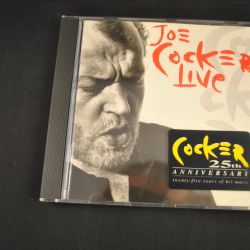 JOE
COCKER
LIVE
COCKER
25th
ANNIVERSARY
twenty-five years of hit music